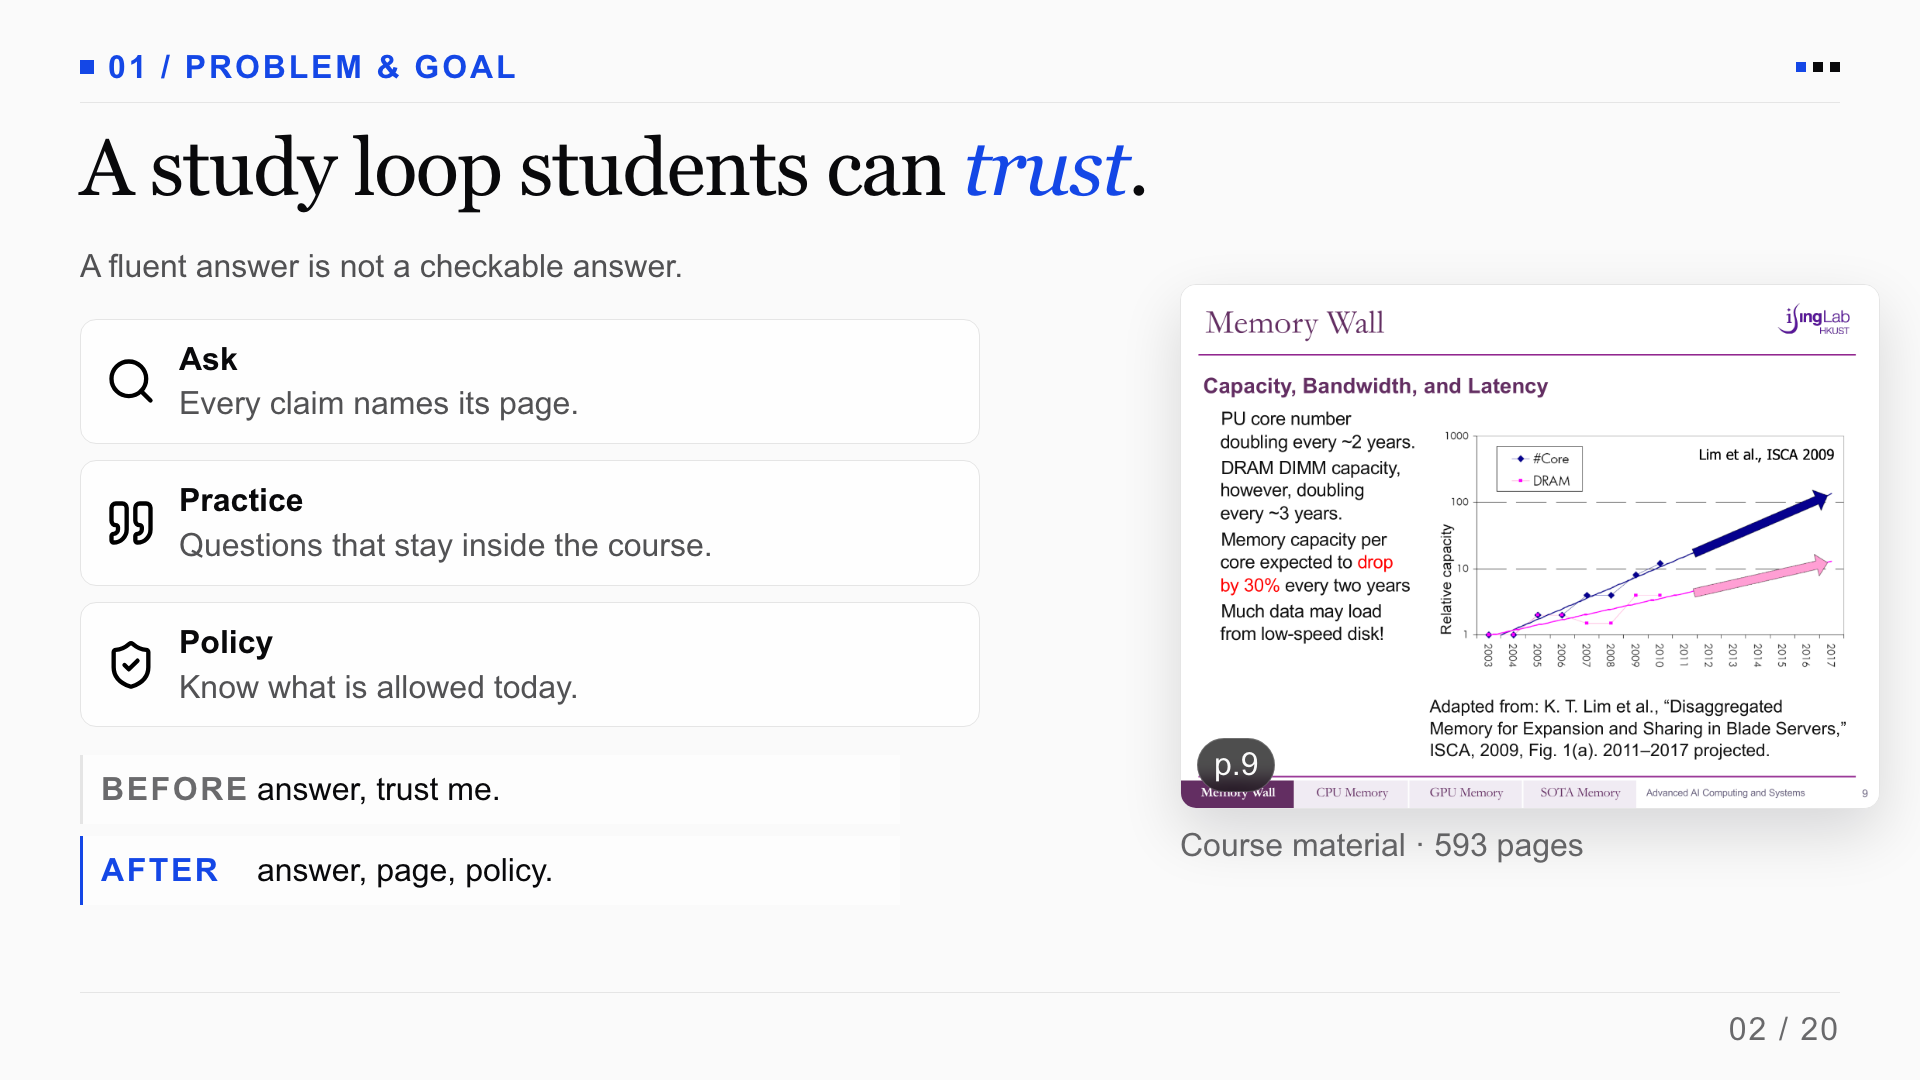 01 / PROBLEM & GOAL
A study loop students can trust.
A fluent answer is not a checkable answer.
Ask
Every claim names its page.
Practice
Questions that stay inside the course.
Policy
Know what is allowed today.
BEFORE answer, trust me.
AFTER answer, page, policy.
Memory Wall
iSingLab
HKUST
Capacity, Bandwidth, and Latency
PU core number
doubling every ~2 years.
DRAM DIMM capacity,
however, doubling
every ~3 years.
Memory capacity per
core expected to drop
by 30% every two years
Much data may load
from low-speed disk!
1000
100
10
1
Relative capacity
#Core
DRAM
Lim et al., ISCA 2009
2003 2004 2005 2006 2007 2008 2009 2010 2011 2012 2013 2014 2015 2016 2017
Adapted from: K. T. Lim et al., “Disaggregated
Memory for Expansion and Sharing in Blade Servers,”
ISCA, 2009, Fig. 1(a). 2011–2017 projected.
p.9
Memory Wall CPU Memory GPU Memory SOTA Memory Advanced AI Computing and Systems 9
Course material · 593 pages
02 / 20